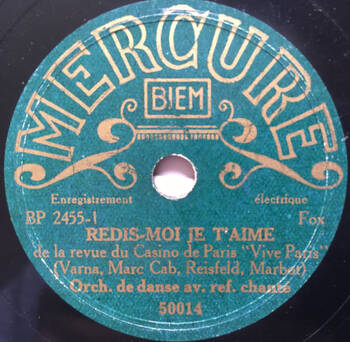 MERCURE
BIEM
Enregistrement électrique
BP 2455-1 Fox
REDIS-MOI JE T'AIME
de la revue du Casino de Paris "Vive Paris"
(Varna, Marc Cab, Reisfeld, Marbot)
Orch. de danse av. ref. chanté
50014